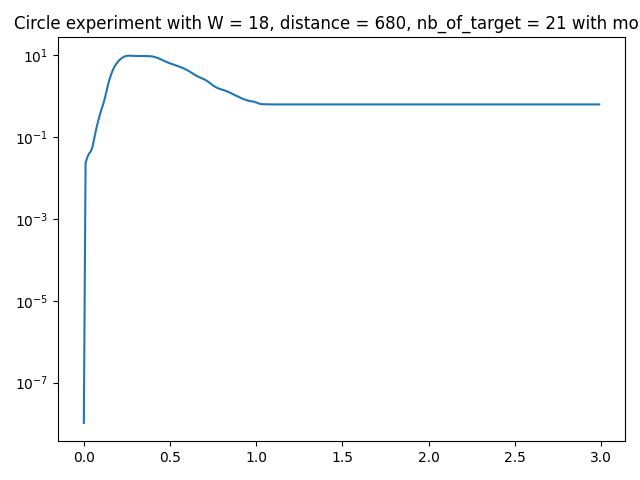 Circle experiment with W = 18, distance = 680, nb_of_target = 21 with mo
10¹
10⁻¹
10⁻³
10⁻⁵
10⁻⁷
0.0 0.5 1.0 1.5 2.0 2.5 3.0